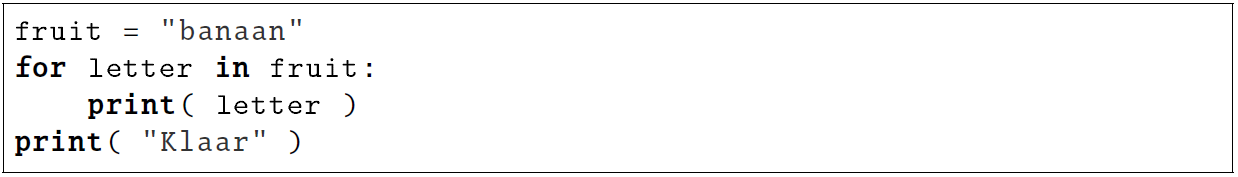 fruit = "banaan"
for letter in fruit:
    print( letter )
print( "Klaar" )